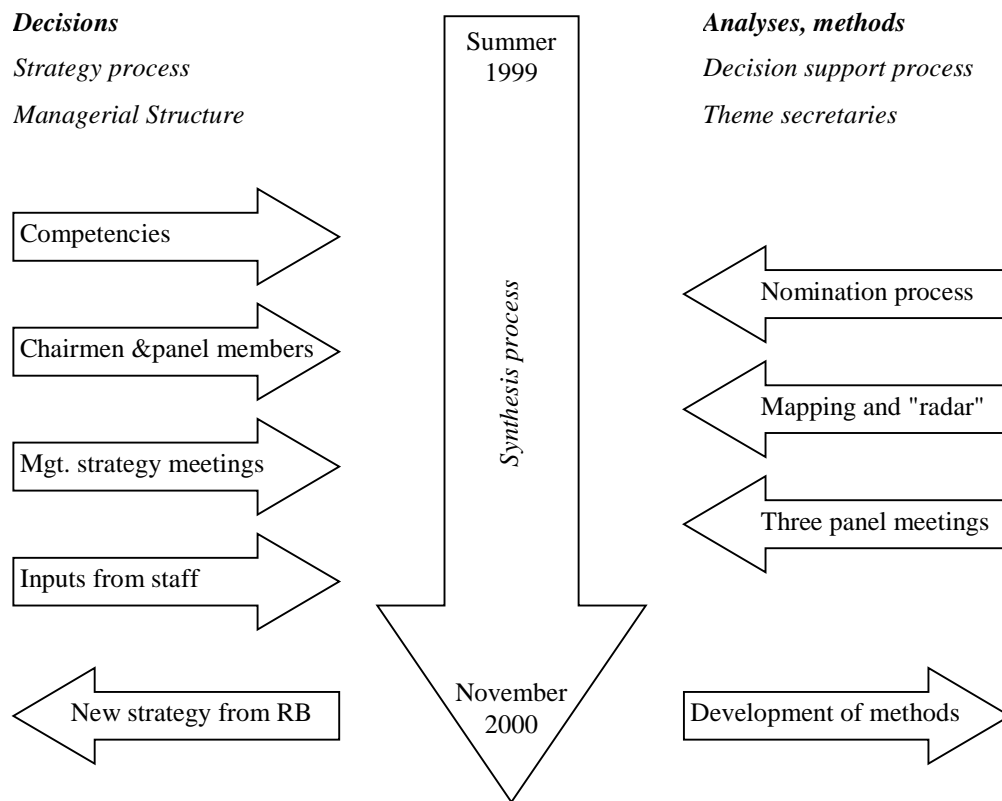 Decisions
Strategy process
Managerial Structure
Competencies
Chairmen &panel members
Mgt. strategy meetings
Inputs from staff
New strategy from RB
Summer
1999
Synthesis process
November
2000
Analyses, methods
Decision support process
Theme secretaries
Nomination process
Mapping and "radar"
Three panel meetings
Development of methods